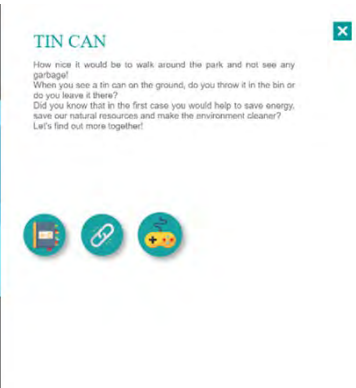 TIN CAN
How nice it would be to walk around the park and not see any
garbage!
When you see a tin can on the ground, do you throw it in the bin or
do you leave it there?
Did you know that in the first case you would help to save energy,
save our natural resources and make the environment cleaner?
Let's find out more together!